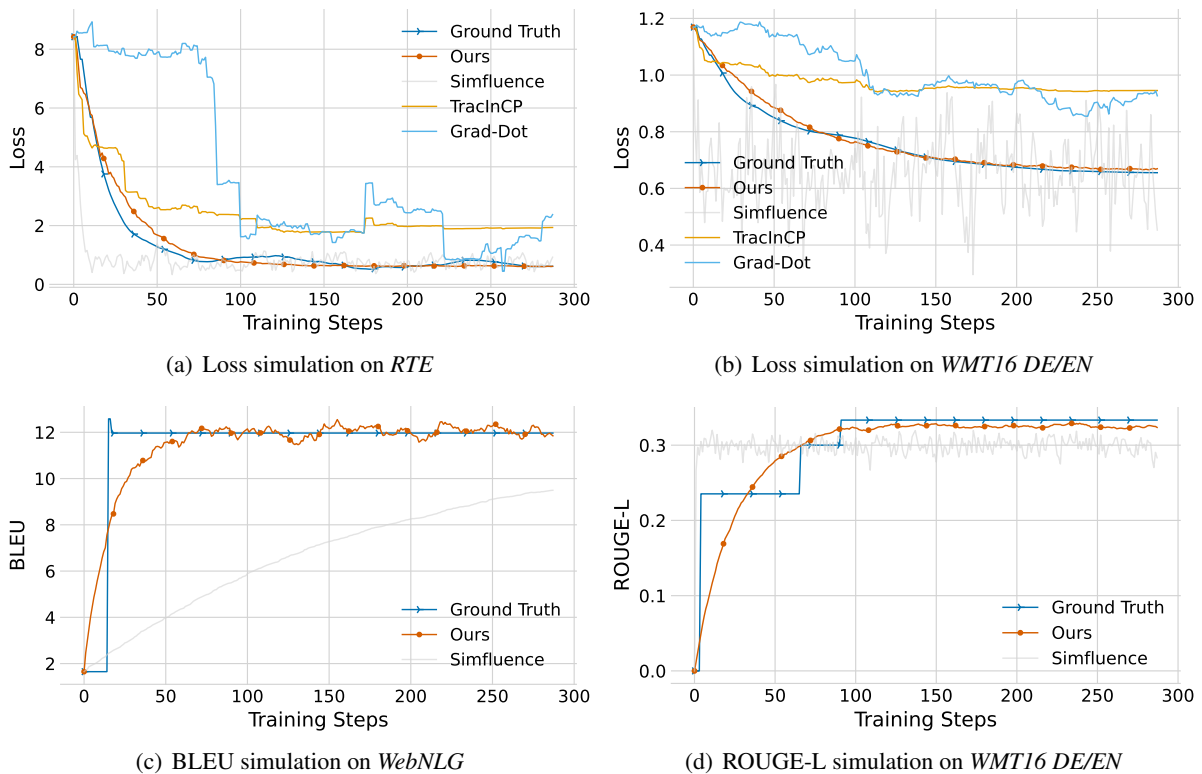 8
6
4
2
0
Loss
Ground Truth
Ours
Simfluence
TracInCP
Grad-Dot
0 50 100 150 200 250 300
Training Steps
(a) Loss simulation on RTE
1.2
1.0
0.8
0.6
0.4
Loss
Ground Truth
Ours
Simfluence
TracInCP
Grad-Dot
0 50 100 150 200 250 300
Training Steps
(b) Loss simulation on WMT16 DE/EN
12
10
8
6
4
2
BLEU
Ground Truth
Ours
Simfluence
0 50 100 150 200 250 300
Training Steps
(c) BLEU simulation on WebNLG
0.3
0.2
0.1
0.0
ROUGE-L
Ground Truth
Ours
Simfluence
0 50 100 150 200 250 300
Training Steps
(d) ROUGE-L simulation on WMT16 DE/EN